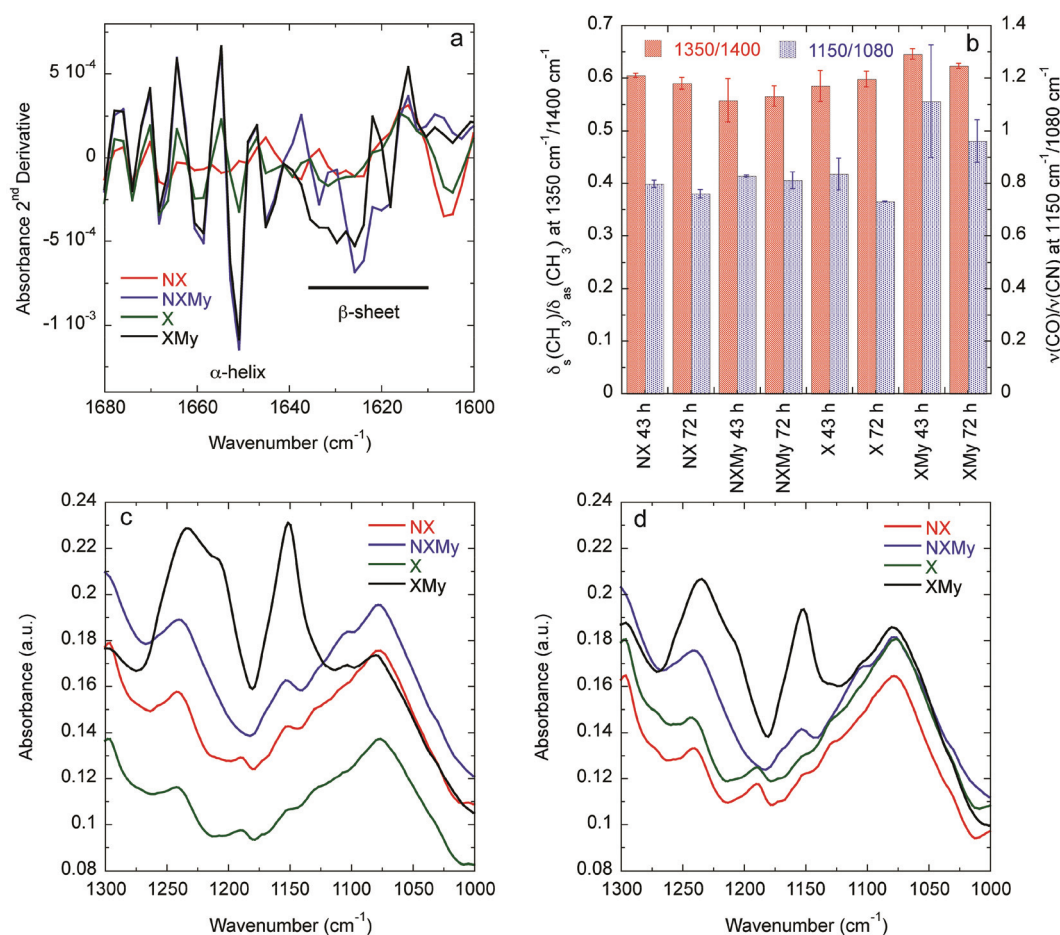 a
5 10⁻⁴
0
-5 10⁻⁴
-1 10⁻³
Absorbance 2ⁿᵈ Derivative
NX
NXMy
X
XMy
α-helix
β-sheet
1680
1660
1640
1620
1600
Wavenumber (cm⁻¹)
b
1350/1400
1150/1080
0.7
0.6
0.5
0.4
0.3
0.2
0.1
0
δₛ(CH₃)/δₐₛ(CH₃) at 1350 cm⁻¹/1400 cm⁻¹
1.4
1.2
1
0.8
0.6
0.4
0.2
0
ν(CO)/ν(CN) at 1150 cm⁻¹/1080 cm⁻¹
NX 43 h
NX 72 h
NXMy 43 h
NXMy 72 h
X 43 h
X 72 h
XMy 43 h
XMy 72 h
c
NX
NXMy
X
XMy
0.24
0.22
0.2
0.18
0.16
0.14
0.12
0.1
0.08
Absorbance (a.u.)
1300
1250
1200
1150
1100
1050
1000
Wavenumber (cm⁻¹)
d
NX
NXMy
X
XMy
0.24
0.22
0.2
0.18
0.16
0.14
0.12
0.1
0.08
Absorbance (a.u.)
1300
1250
1200
1150
1100
1050
1000
Wavenumber (cm⁻¹)